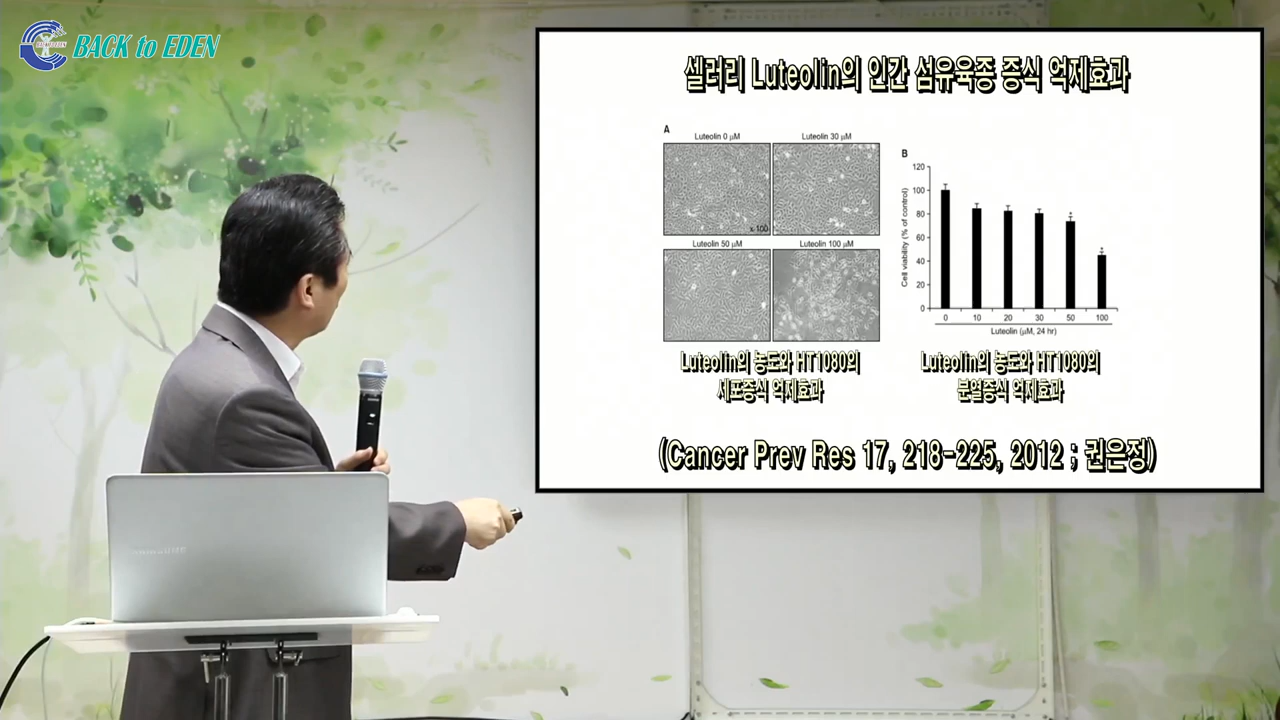 BACK to EDEN
셀러리 Luteolin의 인간 섬유육종 증식 억제효과
A
Luteolin 0 μM
Luteolin 30 μM
x 100
Luteolin 50 μM
Luteolin 100 μM
B
Cell viability (% of control)
120
100
80
60
40
20
0
*
*
0 10 20 30 50 100
Luteolin (μM, 24 hr)
Luteolin의 농도와 HT1080의
세포증식 억제효과
Luteolin의 농도와 HT1080의
분열증식 억제효과
(Cancer Prev Res 17, 218-225, 2012 ; 권은정)
SAMSUNG